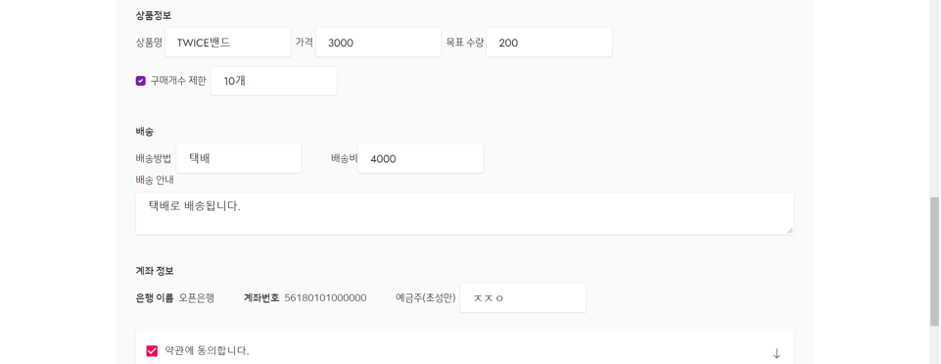 상품정보
상품명 TWICE밴드 가격 3000 목표 수량 200
구매개수 제한 10개
배송
배송방법 택배 배송비 4000
배송 안내
택배로 배송됩니다.
계좌 정보
은행 이름 오픈은행 계좌번호 56180101000000 예금주(초성만) ㅈㅈㅇ
약관에 동의합니다. ↓